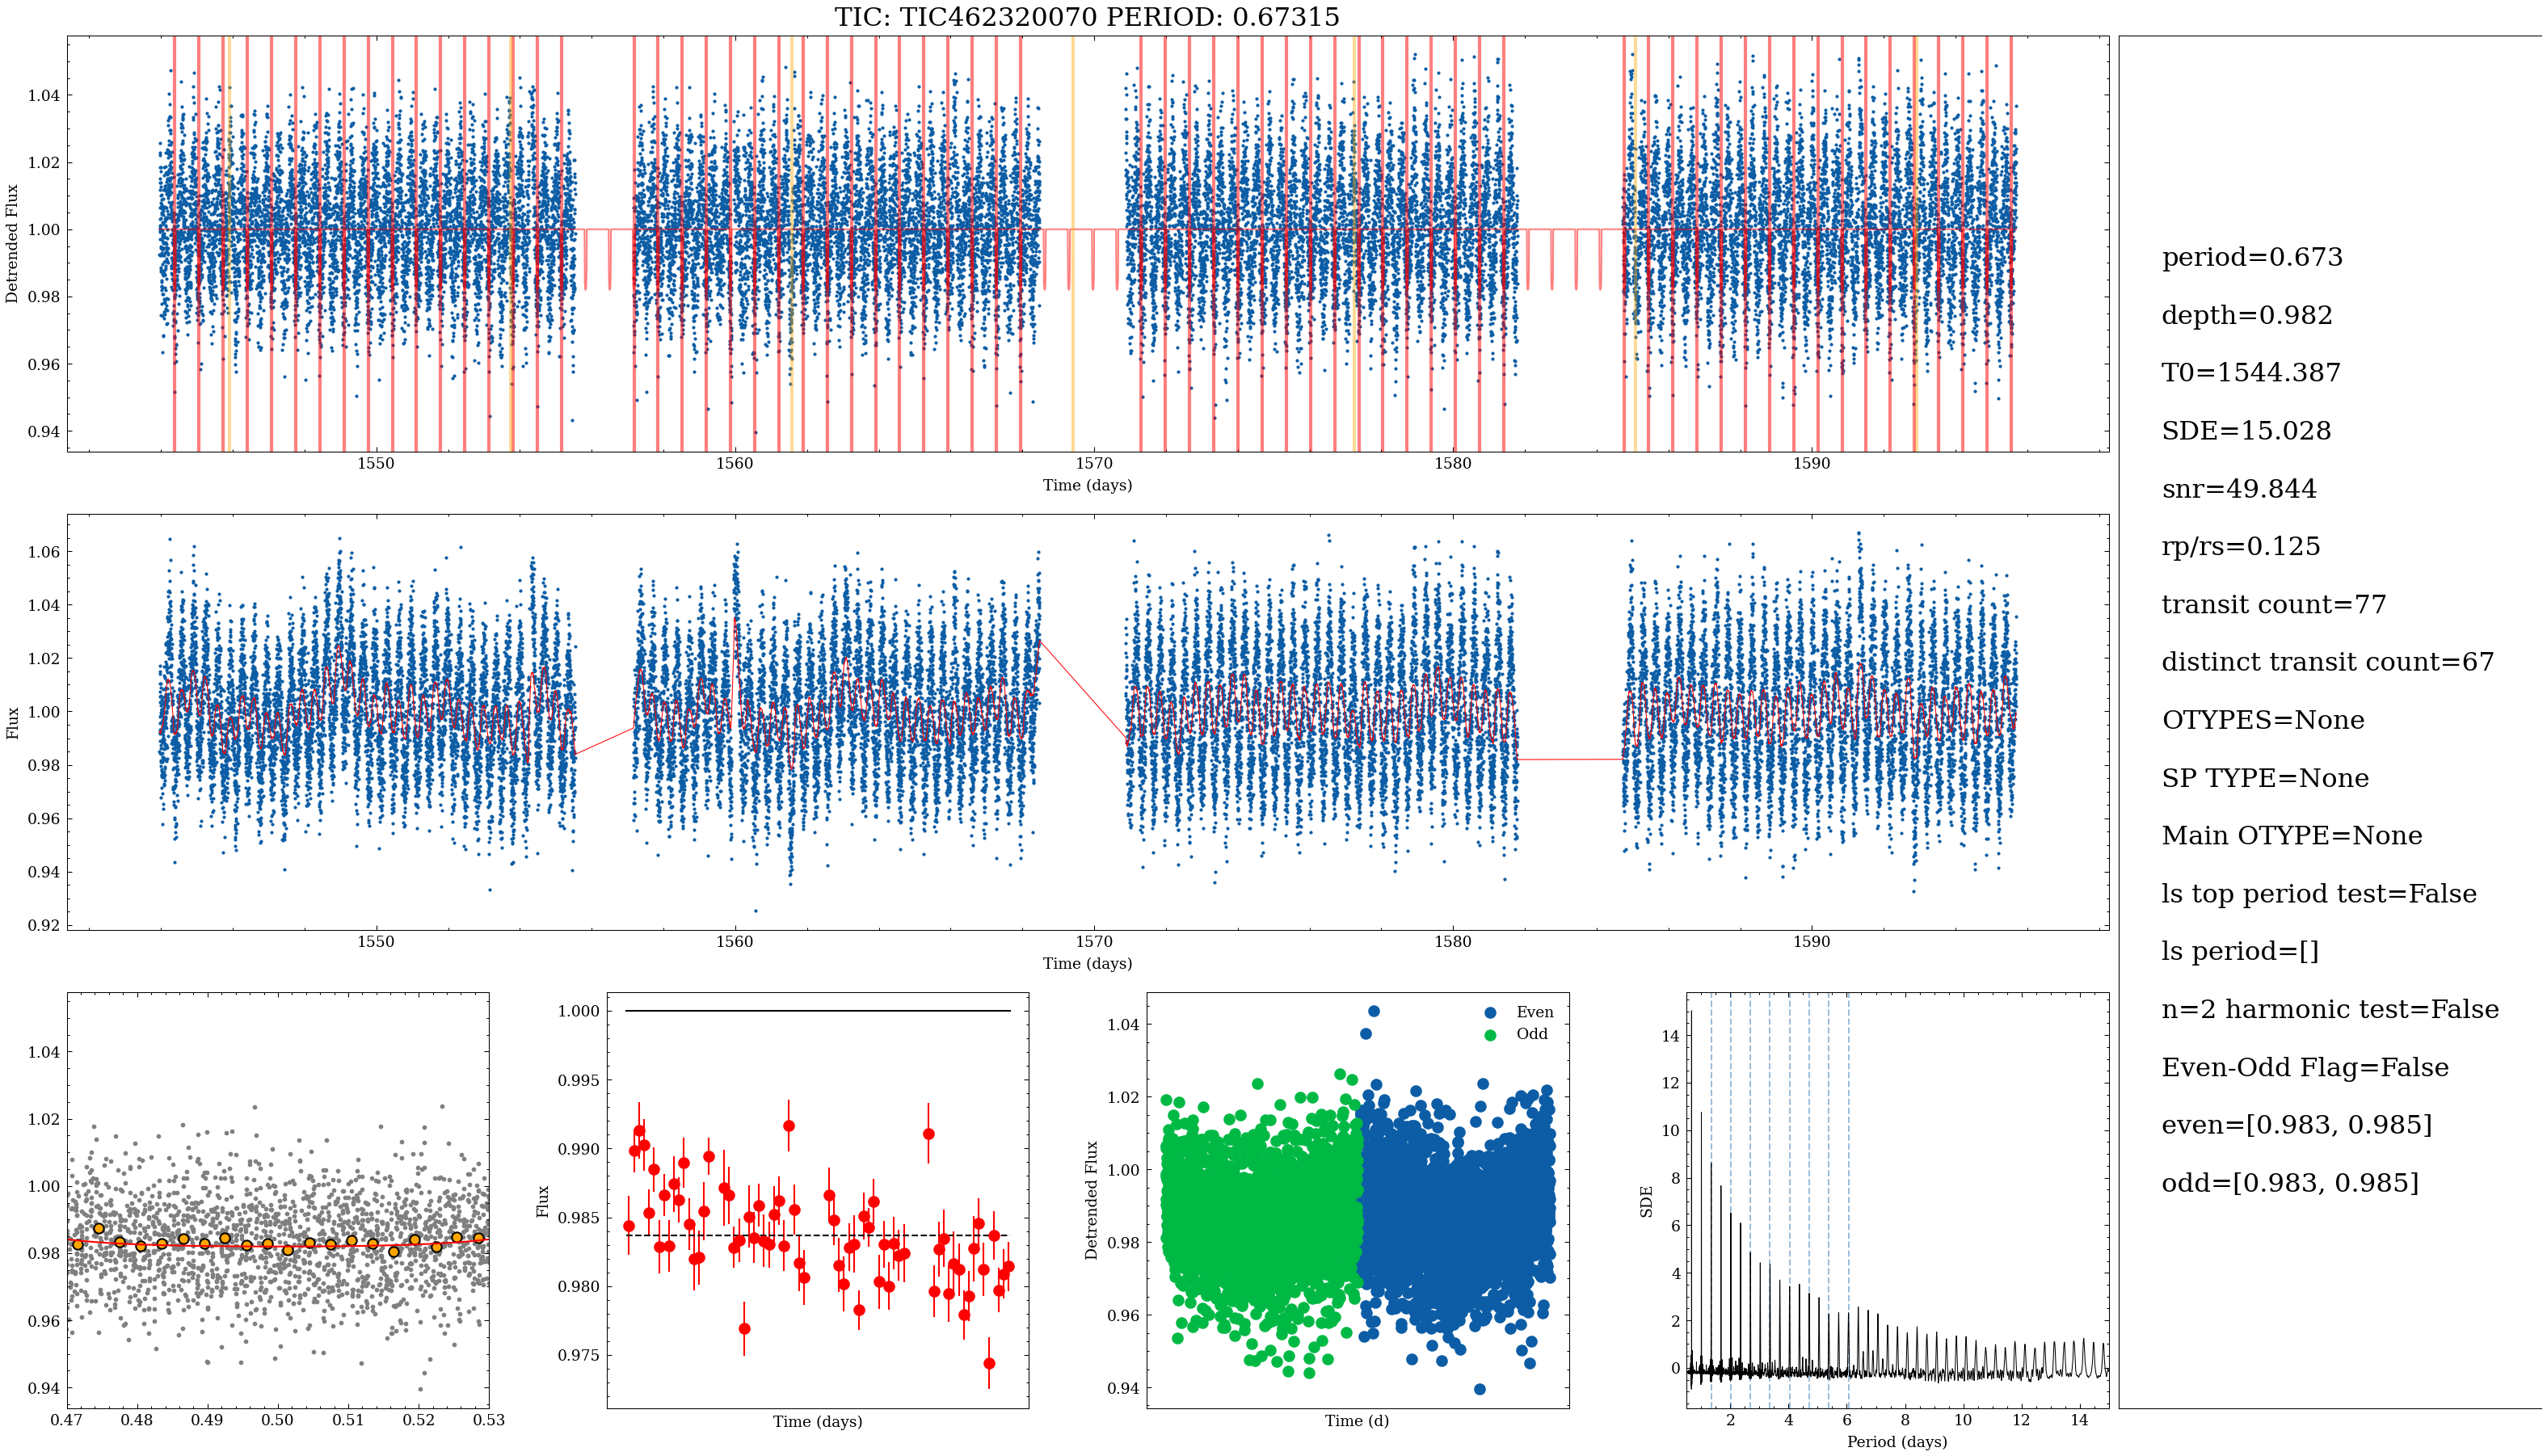 TIC: TIC462320070 PERIOD: 0.67315
1.04
1.02
1.00
0.98
0.96
0.94
Detrended Flux
1550
1560
1570
1580
1590
Time (days)
1.06
1.04
1.02
1.00
0.98
0.96
0.94
0.92
Flux
1550
1560
1570
1580
1590
Time (days)
1.04
1.02
1.00
0.98
0.96
0.94
0.47
0.48
0.49
0.50
0.51
0.52
0.53
1.000
0.995
0.990
0.985
0.980
0.975
Flux
Time (days)
1.04
1.02
1.00
0.98
0.96
0.94
Detrended Flux
Even
Odd
Time (d)
14
12
10
8
6
4
2
0
SDE
2
4
6
8
10
12
14
Period (days)
period=0.673
depth=0.982
T0=1544.387
SDE=15.028
snr=49.844
rp/rs=0.125
transit count=77
distinct transit count=67
OTYPES=None
SP TYPE=None
Main OTYPE=None
ls top period test=False
ls period=[]
n=2 harmonic test=False
Even-Odd Flag=False
even=[0.983, 0.985]
odd=[0.983, 0.985]